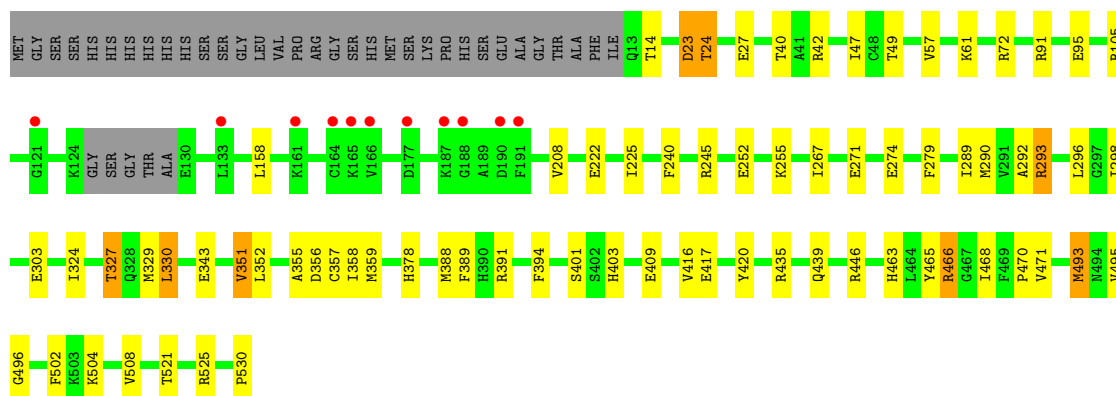 MET GLY SER SER HIS HIS HIS HIS HIS HIS SER SER GLY LEU VAL PRO ARG GLY SER HIS MET SER LYS PRO HIS SER GLU ALA GLY THR ALA PHE ILE Q13 T14 D23 T24 E27 T40 A41 R42 I47 C48 T49 V57 K61 R72 R91 E95 R105
G121 K124 GLY SER GLY THR ALA E130 L133 L158 K161 C164 K165 V166 D177 K187 G188 A189 D190 F191 V208 E222 I225 F240 R245 E252 K255 I267 E271 E274 F279 I289 M290 V291 A292 R293 L296 G297
E303 I324 T327 Q328 M329 L330 E343 V351 L352 A355 D356 C357 I358 M359 H378 M388 F389 H390 R391 F394 S401 S402 H403 E409 V416 E417 Y420 R435 Q439 R446 H463 L464 Y465 R466 G467 I468 F469 P470 V471 M493 N494 V495
G496 F502 K503 K504 V508 T521 R525 P530